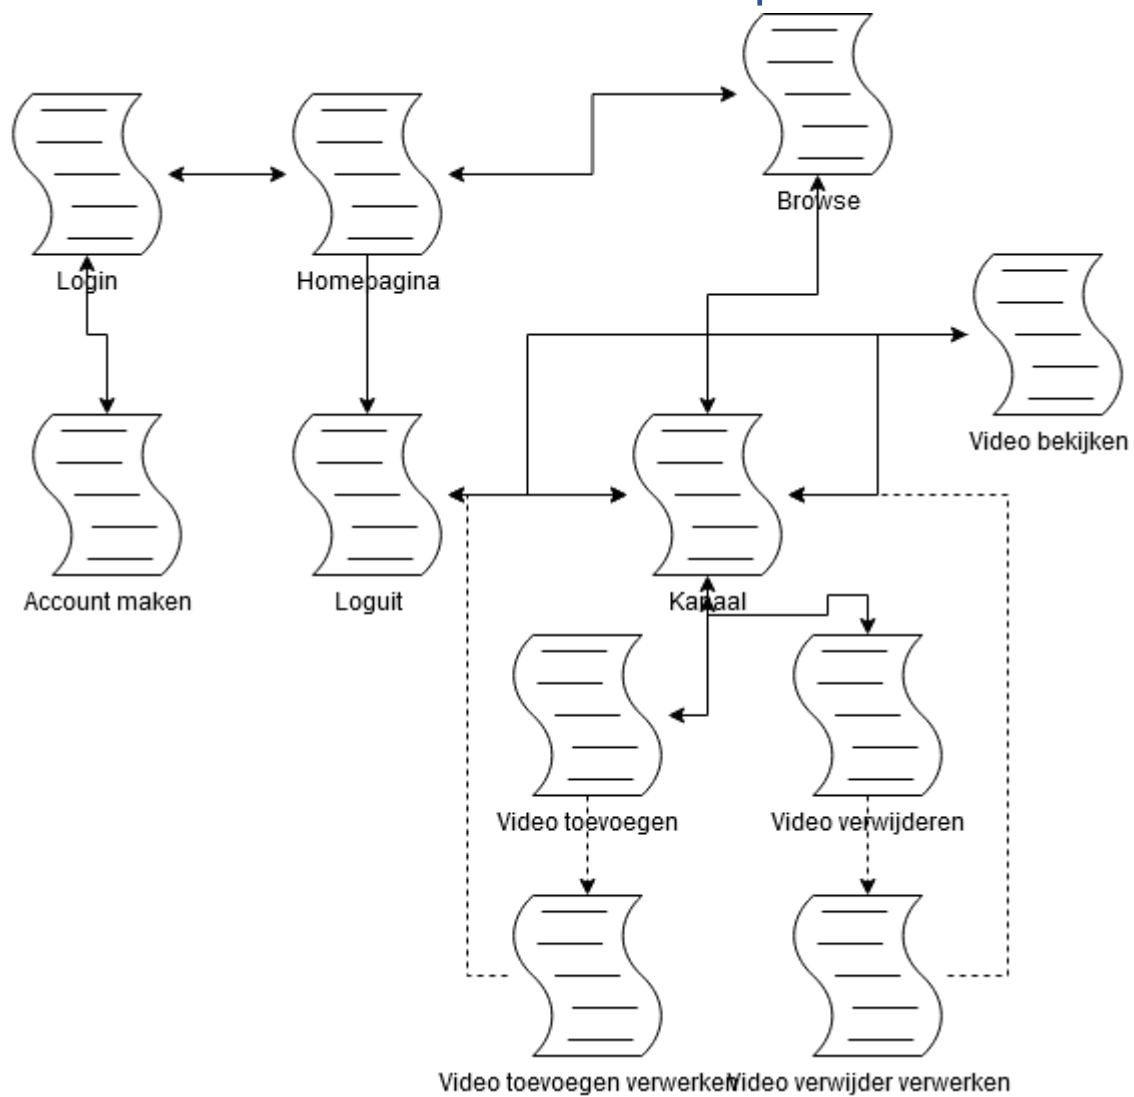 Browse
Login
Homepagina
Video bekijken
Account maken
Loguit
Kanaal
Video toevoegen
Video verwijderen
Video toevoegen verwerken
Video verwijder verwerken